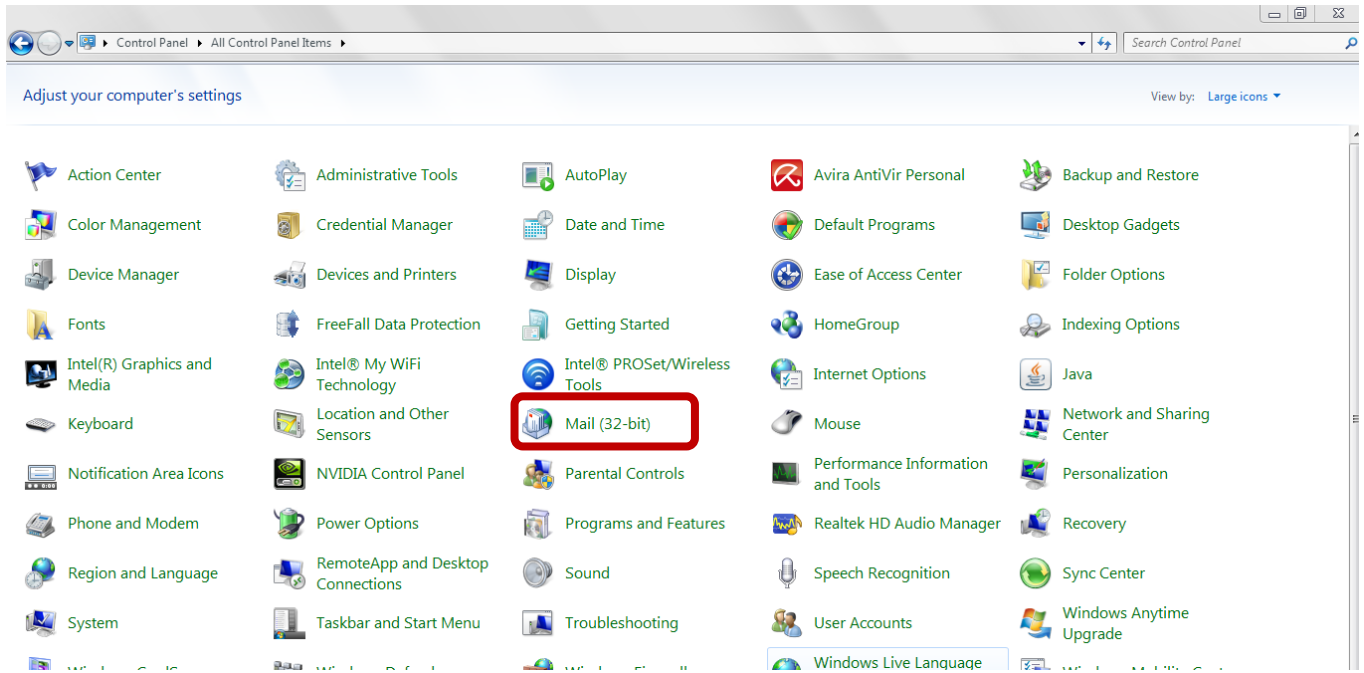 Control Panel ▸ All Control Panel Items ▸
Search Control Panel
Adjust your computer's settings
View by: Large icons
Action Center
Administrative Tools
AutoPlay
Avira AntiVir Personal
Backup and Restore
Color Management
Credential Manager
Date and Time
Default Programs
Desktop Gadgets
Device Manager
Devices and Printers
Display
Ease of Access Center
Folder Options
Fonts
FreeFall Data Protection
Getting Started
HomeGroup
Indexing Options
Intel(R) Graphics and
Media
Intel® My WiFi
Technology
Intel® PROSet/Wireless
Tools
Internet Options
Java
Keyboard
Location and Other
Sensors
Mail (32-bit)
Mouse
Network and Sharing
Center
Notification Area Icons
NVIDIA Control Panel
Parental Controls
Performance Information
and Tools
Personalization
Phone and Modem
Power Options
Programs and Features
Realtek HD Audio Manager
Recovery
Region and Language
RemoteApp and Desktop
Connections
Sound
Speech Recognition
Sync Center
System
Taskbar and Start Menu
Troubleshooting
User Accounts
Windows Anytime
Upgrade
Windows Live Language